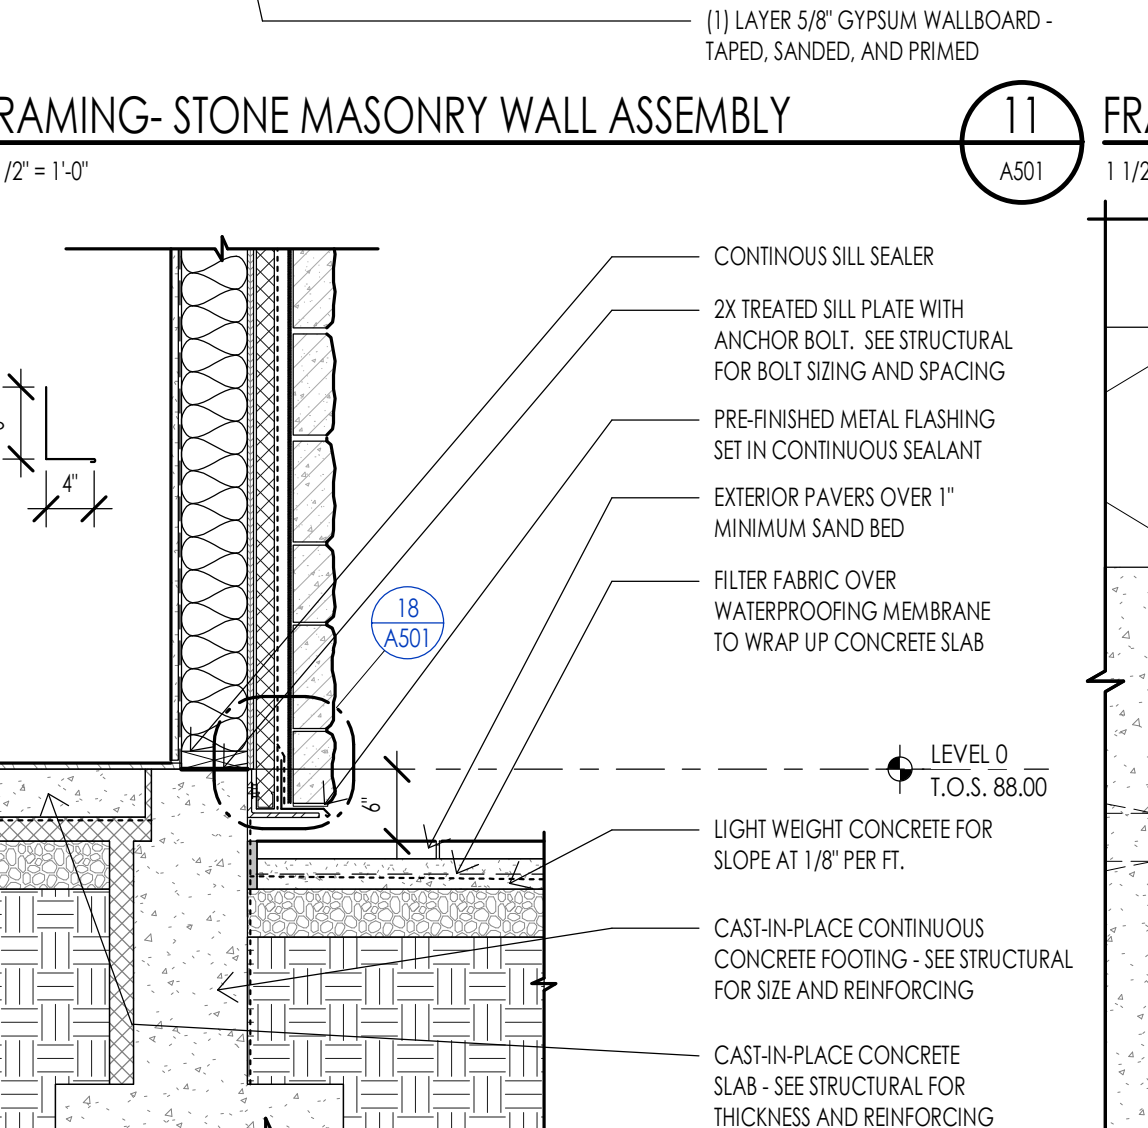 (1) LAYER 5/8" GYPSUM WALLBOARD -
TAPED, SANDED, AND PRIMED
RAMING- STONE MASONRY WALL ASSEMBLY
11
A501
/2" = 1'-0"
1 1/2
CONTINOUS SILL SEALER
2X TREATED SILL PLATE WITH
ANCHOR BOLT. SEE STRUCTURAL
FOR BOLT SIZING AND SPACING
PRE-FINISHED METAL FLASHING
SET IN CONTINUOUS SEALANT
4"
EXTERIOR PAVERS OVER 1"
MINIMUM SAND BED
FILTER FABRIC OVER
WATERPROOFING MEMBRANE
TO WRAP UP CONCRETE SLAB
18
A501
LEVEL 0
T.O.S. 88.00
6"
LIGHT WEIGHT CONCRETE FOR
SLOPE AT 1/8" PER FT.
CAST-IN-PLACE CONTINUOUS
CONCRETE FOOTING - SEE STRUCTURAL
FOR SIZE AND REINFORCING
CAST-IN-PLACE CONCRETE
SLAB - SEE STRUCTURAL FOR
THICKNESS AND REINFORCING